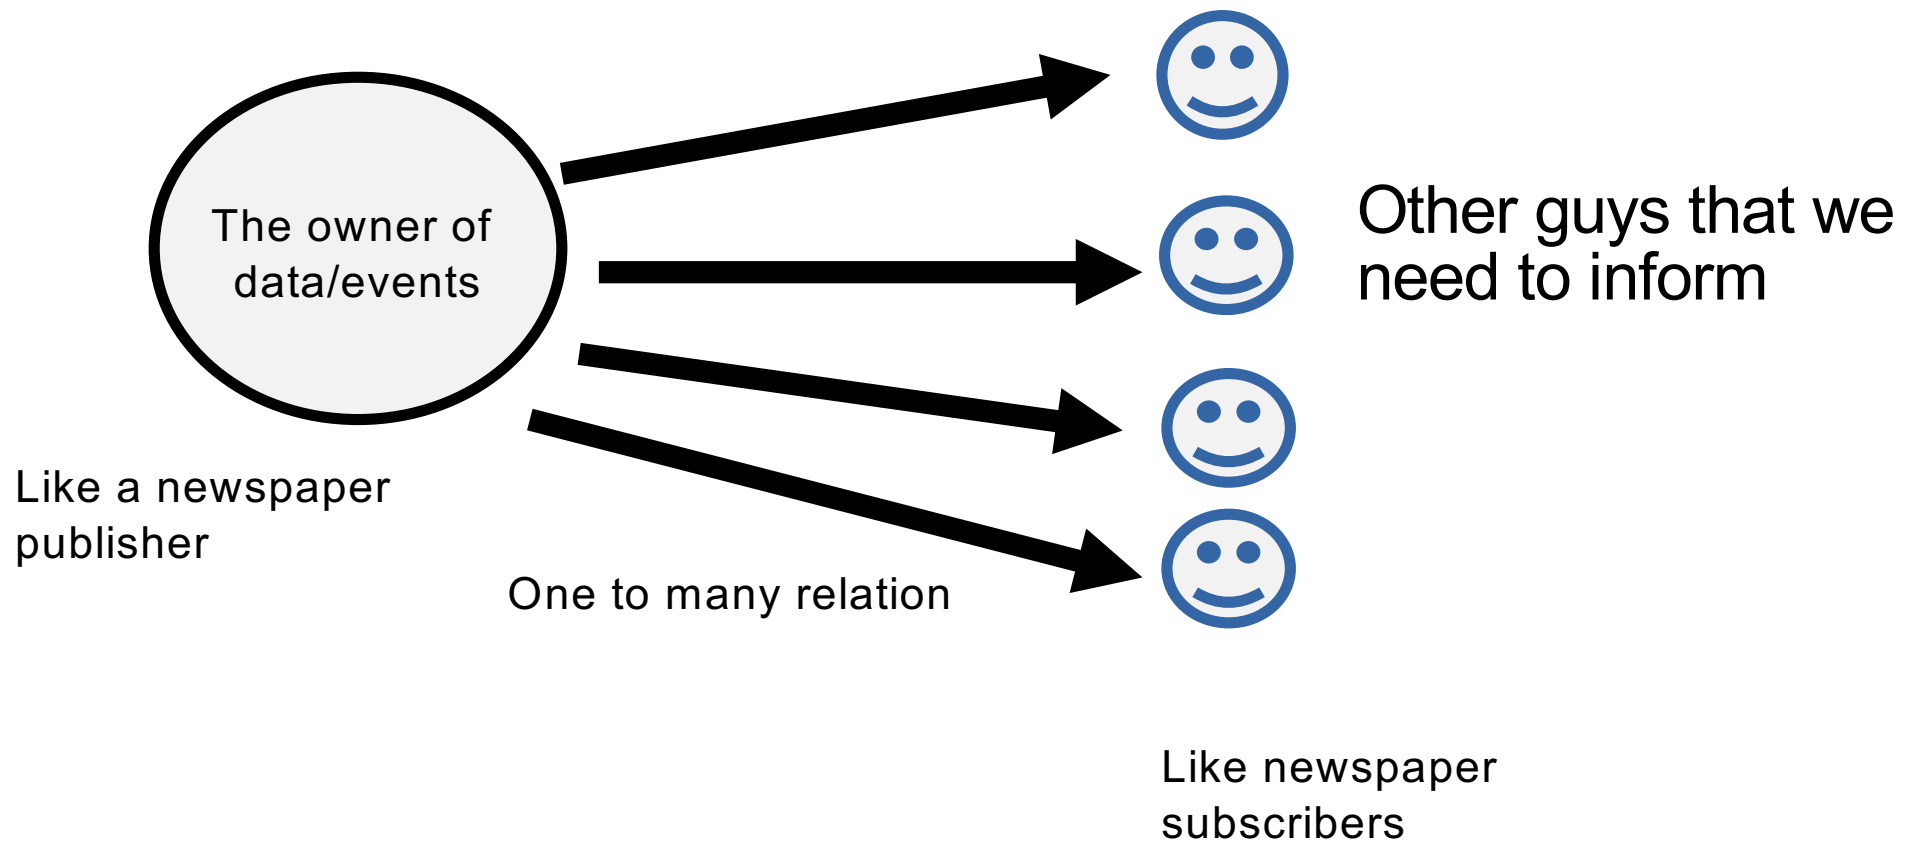 The owner of
data/events
Other guys that we
need to inform
Like a newspaper
publisher
One to many relation
Like newspaper
subscribers